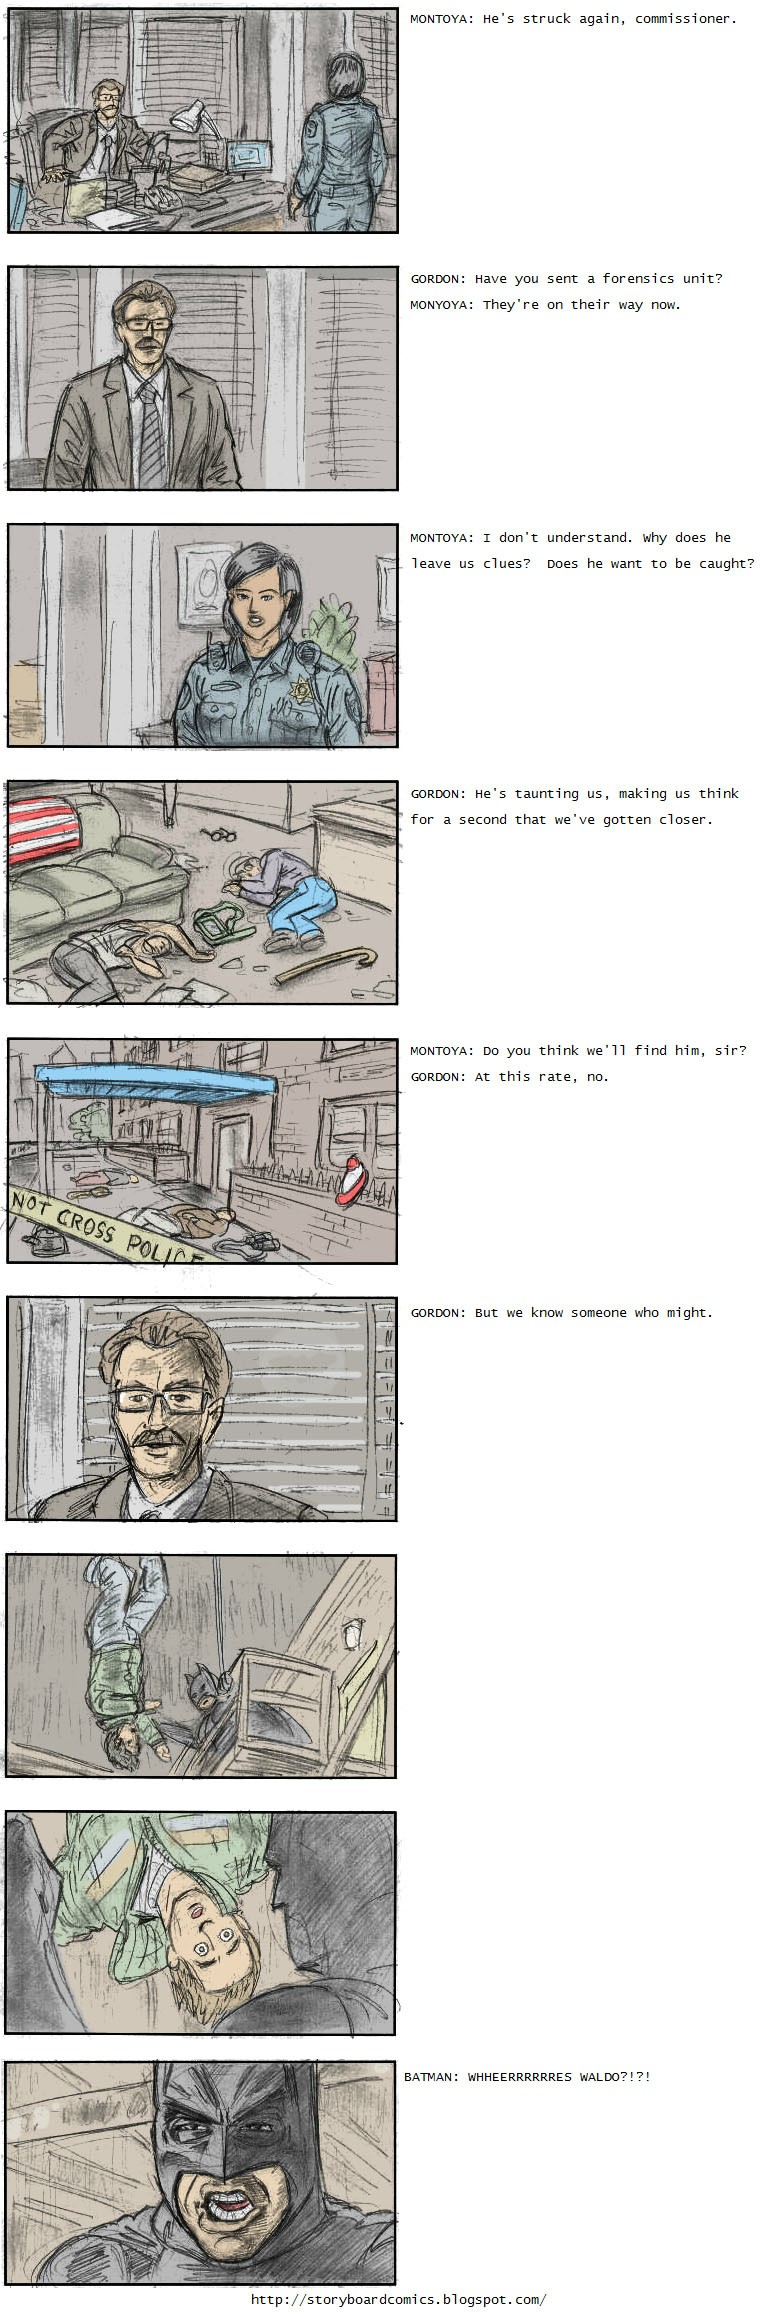 MONTOYA: He's struck again, commissioner.
GORDON: Have you sent a forensics unit?
MONYOYA: They're on their way now.
MONTOYA: I don't understand. Why does he
leave us clues?  Does he want to be caught?
GORDON: He's taunting us, making us think
for a second that we've gotten closer.
MONTOYA: Do you think we'll find him, sir?
GORDON: At this rate, no.
NOT CROSS POLICE
GORDON: But we know someone who might.
BATMAN: WHHEERRRRRRES WALDO?!?!
http://storyboardcomics.blogspot.com/